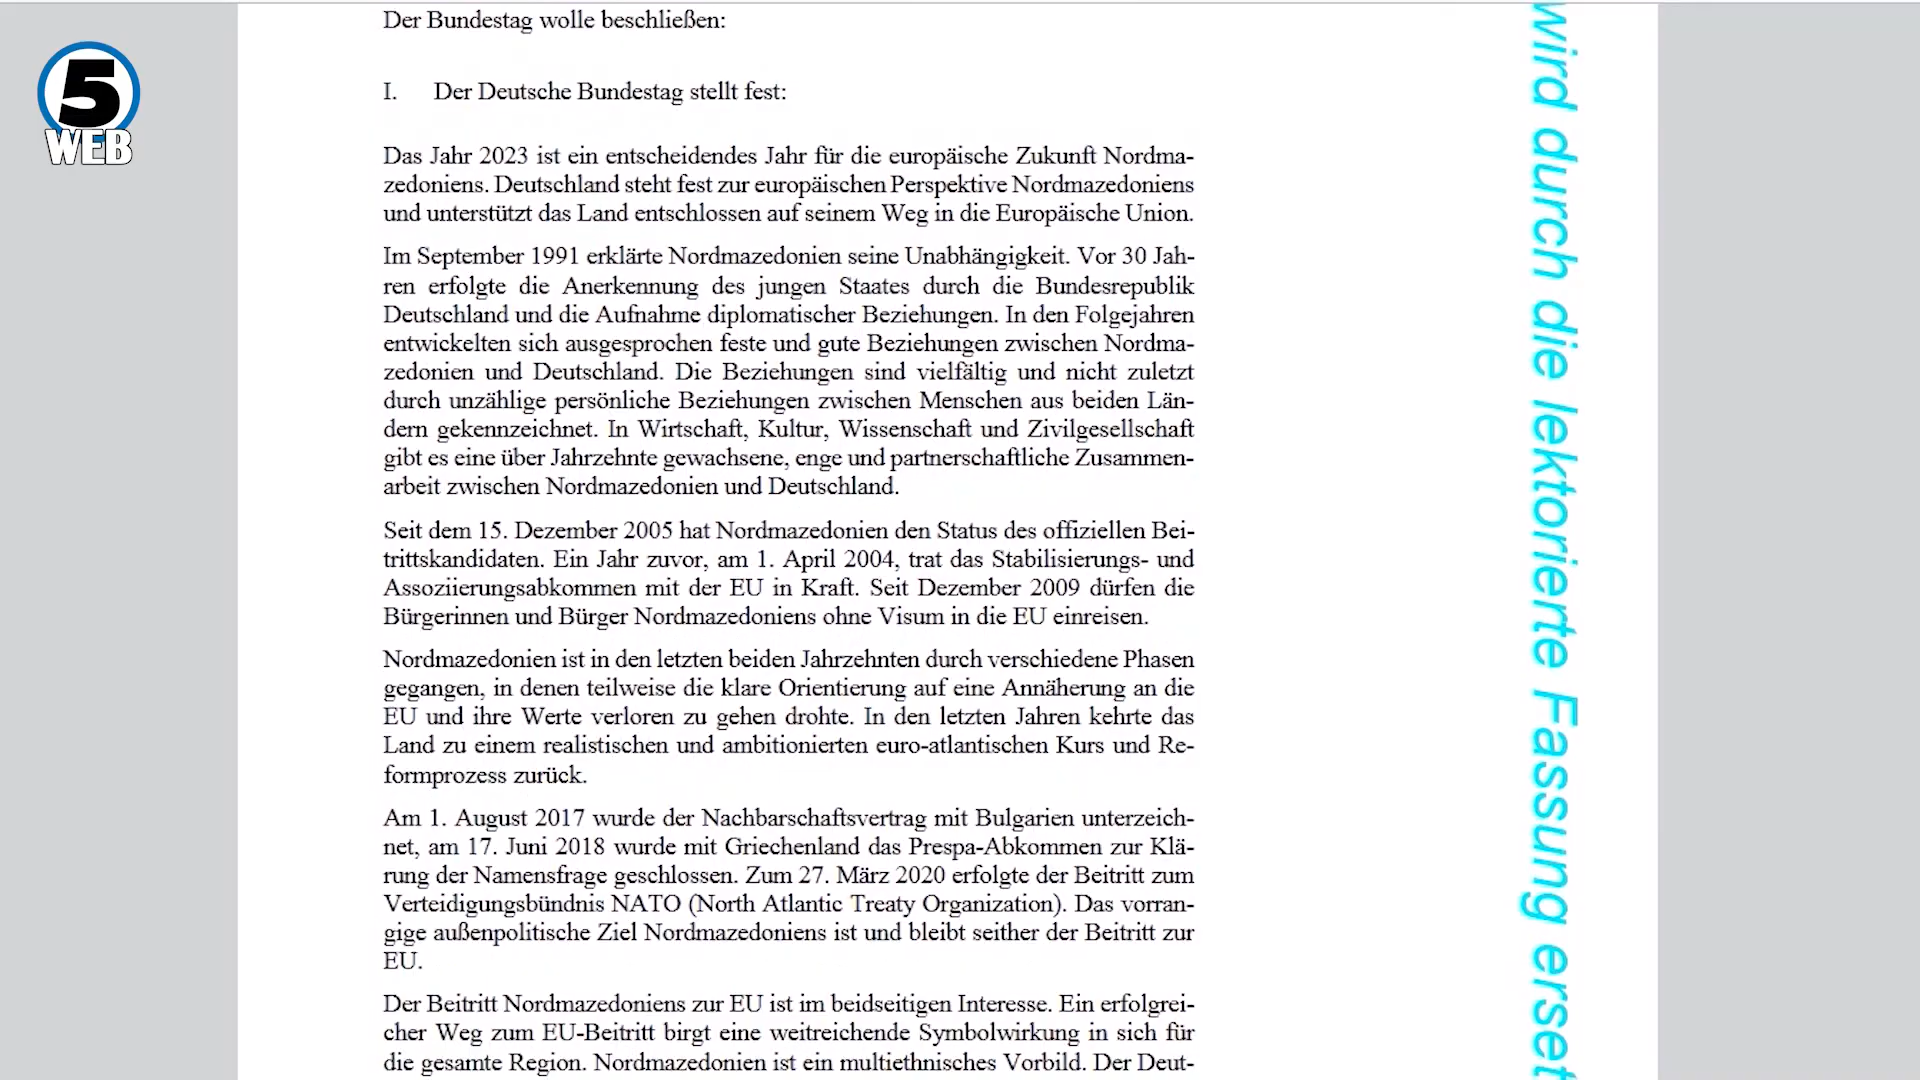 5
WEB
Der Bundestag wolle beschließen:
I. Der Deutsche Bundestag stellt fest:
Das Jahr 2023 ist ein entscheidendes Jahr für die europäische Zukunft Nordma-
zedoniens. Deutschland steht fest zur europäischen Perspektive Nordmazedoniens
und unterstützt das Land entschlossen auf seinem Weg in die Europäische Union.
Im September 1991 erklärte Nordmazedonien seine Unabhängigkeit. Vor 30 Jah-
ren erfolgte die Anerkennung des jungen Staates durch die Bundesrepublik
Deutschland und die Aufnahme diplomatischer Beziehungen. In den Folgejahren
entwickelten sich ausgesprochen feste und gute Beziehungen zwischen Nordma-
zedonien und Deutschland. Die Beziehungen sind vielfältig und nicht zuletzt
durch unzählige persönliche Beziehungen zwischen Menschen aus beiden Län-
dern gekennzeichnet. In Wirtschaft, Kultur, Wissenschaft und Zivilgesellschaft
gibt es eine über Jahrzehnte gewachsene, enge und partnerschaftliche Zusammen-
arbeit zwischen Nordmazedonien und Deutschland.
Seit dem 15. Dezember 2005 hat Nordmazedonien den Status des offiziellen Bei-
trittskandidaten. Ein Jahr zuvor, am 1. April 2004, trat das Stabilisierungs- und
Assoziierungsabkommen mit der EU in Kraft. Seit Dezember 2009 dürfen die
Bürgerinnen und Bürger Nordmazedoniens ohne Visum in die EU einreisen.
Nordmazedonien ist in den letzten beiden Jahrzehnten durch verschiedene Phasen
gegangen, in denen teilweise die klare Orientierung auf eine Annäherung an die
EU und ihre Werte verloren zu gehen drohte. In den letzten Jahren kehrte das
Land zu einem realistischen und ambitionierten euro-atlantischen Kurs und Re-
formprozess zurück.
Am 1. August 2017 wurde der Nachbarschaftsvertrag mit Bulgarien unterzeich-
net, am 17. Juni 2018 wurde mit Griechenland das Prespa-Abkommen zur Klä-
rung der Namensfrage geschlossen. Zum 27. März 2020 erfolgte der Beitritt zum
Verteidigungsbündnis NATO (North Atlantic Treaty Organization). Das vorran-
gige außenpolitische Ziel Nordmazedoniens ist und bleibt seither der Beitritt zur
EU.
Der Beitritt Nordmazedoniens zur EU ist im beidseitigen Interesse. Ein erfolgrei-
cher Weg zum EU-Beitritt birgt eine weitreichende Symbolwirkung in sich für
die gesamte Region. Nordmazedonien ist ein multiethnisches Vorbild. Der Deut-
wird durch die lektorierte Fassung erset